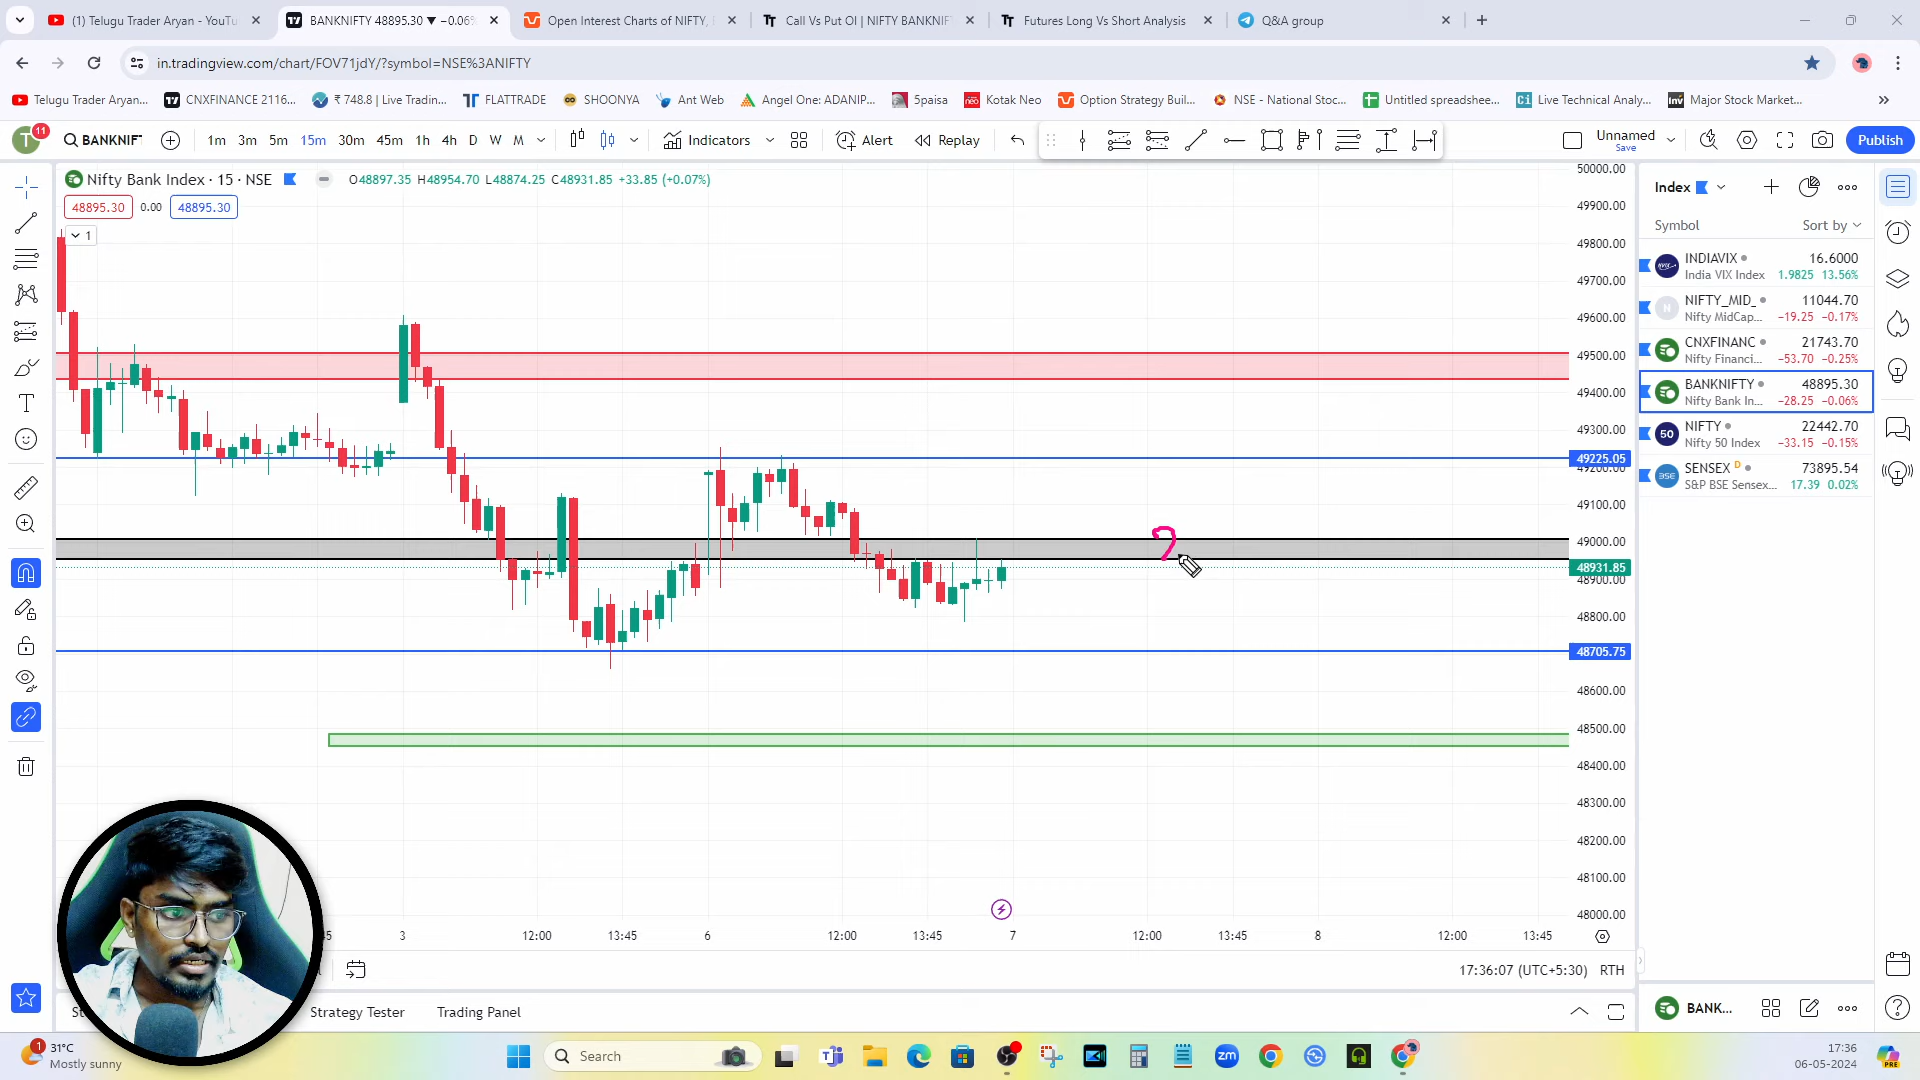 (1) Telugu Trader Aryan - YouTu
BANKNIFTY 48895.30 ▼ −0.06%
Open Interest Charts of NIFTY,
Call Vs Put OI | NIFTY BANKNIF
Futures Long Vs Short Analysis
Q&A group
in.tradingview.com/chart/FOV71jdY/?symbol=NSE%3ANIFTY
Telugu Trader Aryan...
CNXFINANCE 2116...
₹ 748.8 | Live Tradin...
FLATTRADE
SHOONYA
Ant Web
Angel One: ADANIP...
5paisa
Kotak Neo
Option Strategy Buil...
NSE - National Stoc...
Untitled spreadshee...
Live Technical Analy...
Major Stock Market...
T
11
BANKNIF
1m 3m 5m 15m 30m 45m 1h 4h D W M
Indicators
Alert
Replay
Unnamed
Save
Publish
Nifty Bank Index · 15 · NSE
O48897.35 H48954.70 L48874.25 C48931.85 +33.85 (+0.07%)
48895.30 0.00 48895.30
1
50000.00
49900.00
49800.00
49700.00
49600.00
49500.00
49400.00
49300.00
49225.05
49200.00
49100.00
49000.00
48931.85
48900.00
48800.00
48705.75
48600.00
48500.00
48400.00
48300.00
48200.00
48100.00
48000.00
?
45 3 12:00 13:45 6 12:00 13:45 7 12:00 13:45 8 12:00 13:45
17:36:07 (UTC+5:30) RTH
Strategy Tester
Trading Panel
Index
Symbol Sort by
INDIAVIX 16.6000
India VIX Index 1.9825 13.56%
NIFTY_MID_ 11044.70
Nifty MidCap... −19.25 −0.17%
CNXFINANC 21743.70
Nifty Financi... −53.70 −0.25%
BANKNIFTY 48895.30
Nifty Bank In... −28.25 −0.06%
50 NIFTY 22442.70
Nifty 50 Index −33.15 −0.15%
BSE SENSEX D 73895.54
S&P BSE Sensex... 17.39 0.02%
BANK...
1
31°C
Mostly sunny
Search
zm
17:36
06-05-2024
PRE